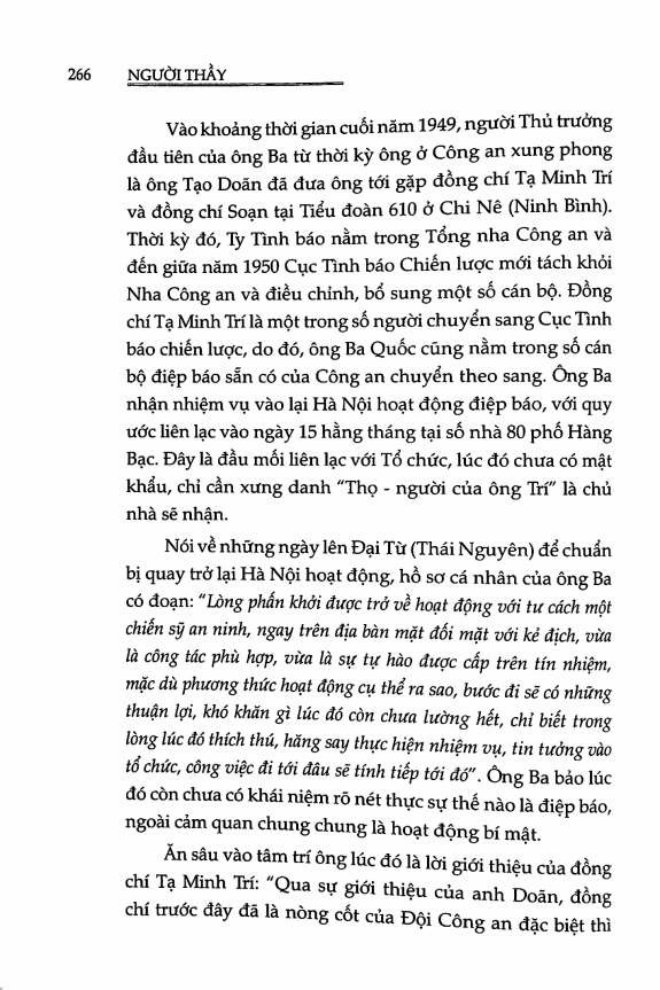 266 NGƯỜI THẦY
Vào khoảng thời gian cuối năm 1949, người Thủ trưởng
đầu tiên của ông Ba từ thời kỳ ông ở Công an xung phong
là ông Tạo Doãn đã đưa ông tới gặp đồng chí Tạ Minh Trí
và đồng chí Soạn tại Tiểu đoàn 610 ở Chi Nê (Ninh Bình).
Thời kỳ đó, Ty Tình báo nằm trong Tổng nha Công an và
đến giữa năm 1950 Cục Tình báo Chiến lược mới tách khỏi
Nha Công an và điều chỉnh, bổ sung một số cán bộ. Đồng
chí Tạ Minh Trí là một trong số người chuyển sang Cục Tình
báo chiến lược, do đó, ông Ba Quốc cũng nằm trong số cán
bộ điệp báo sẵn có của Công an chuyển theo sang. Ông Ba
nhận nhiệm vụ vào lại Hà Nội hoạt động điệp báo, với quy
ước liên lạc vào ngày 15 hằng tháng tại số nhà 80 phố Hàng
Bạc. Đây là đầu mối liên lạc với Tổ chức, lúc đó chưa có mật
khẩu, chỉ cần xưng danh “Thọ - người của ông Trí” là chủ
nhà sẽ nhận.
Nói về những ngày lên Đại Từ (Thái Nguyên) để chuẩn
bị quay trở lại Hà Nội hoạt động, hồ sơ cá nhân của ông Ba
có đoạn: “Lòng phấn khởi được trở về hoạt động với tư cách một
chiến sỹ an ninh, ngay trên địa bàn mặt đối mặt với kẻ địch, vừa
là công tác phù hợp, vừa là sự tự hào được cấp trên tín nhiệm,
mặc dù phương thức hoạt động cụ thể ra sao, bước đi sẽ có những
thuận lợi, khó khăn gì lúc đó còn chưa lường hết, chỉ biết trong
lòng lúc đó thích thú, hăng say thực hiện nhiệm vụ, tin tưởng vào
tổ chức, công việc đi tới đâu sẽ tính tiếp tới đó”. Ông Ba bảo lúc
đó còn chưa có khái niệm rõ nét thực sự thế nào là điệp báo,
ngoài cảm quan chung chung là hoạt động bí mật.
Ăn sâu vào tâm trí ông lúc đó là lời giới thiệu của đồng
chí Tạ Minh Trí: “Qua sự giới thiệu của anh Doãn, đồng
chí trước đây đã là nòng cốt của Đội Công an đặc biệt thì